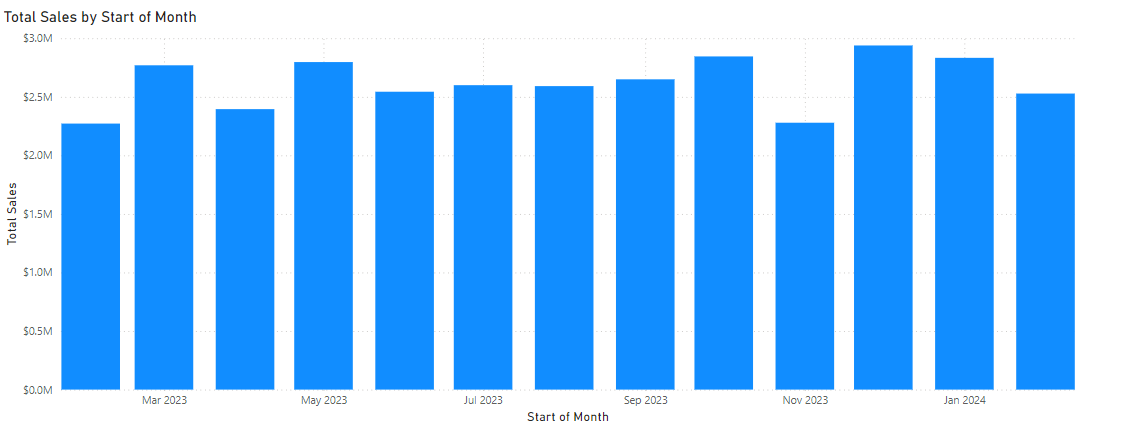 Total Sales by Start of Month
$3.0M
$2.5M
$2.0M
$1.5M
$1.0M
$0.5M
$0.0M
Total Sales
Mar 2023 May 2023 Jul 2023 Sep 2023 Nov 2023 Jan 2024
Start of Month